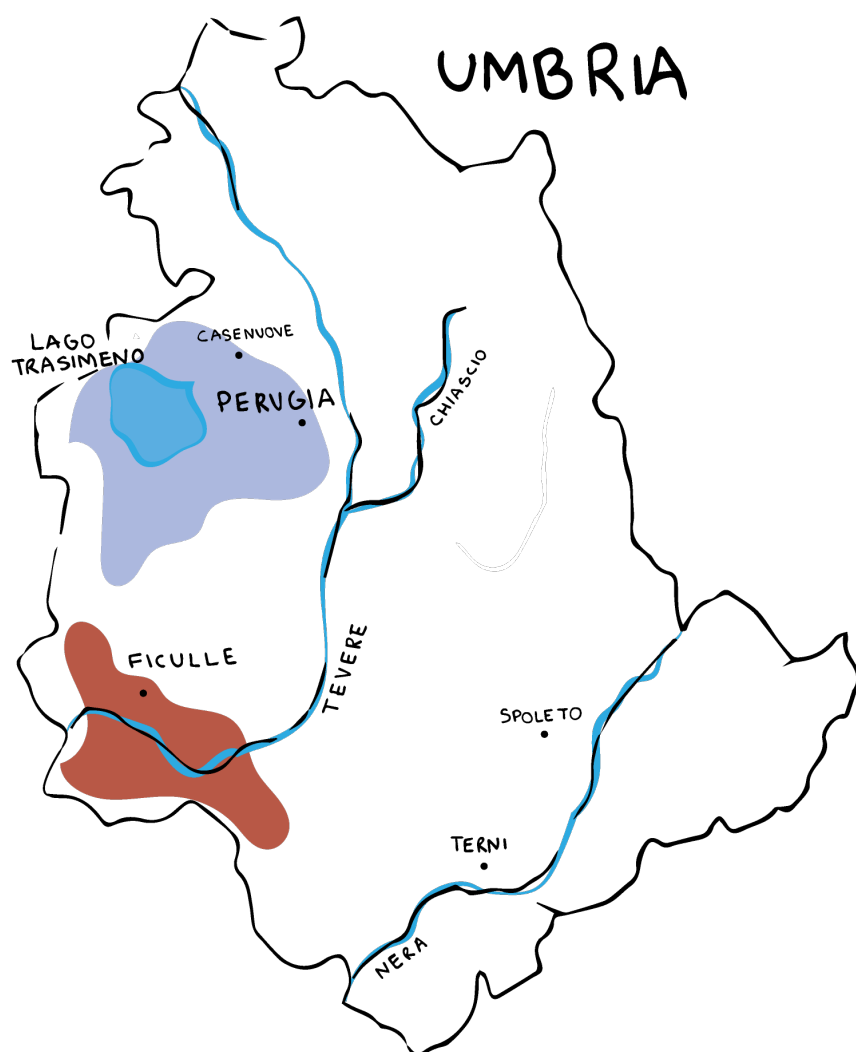 UMBRIA
LAGO
TRASIMENO
CASENUOVE
PERUGIA
CHIASCIO
FICULLE
TEVERE
SPOLETO
TERNI
NERA